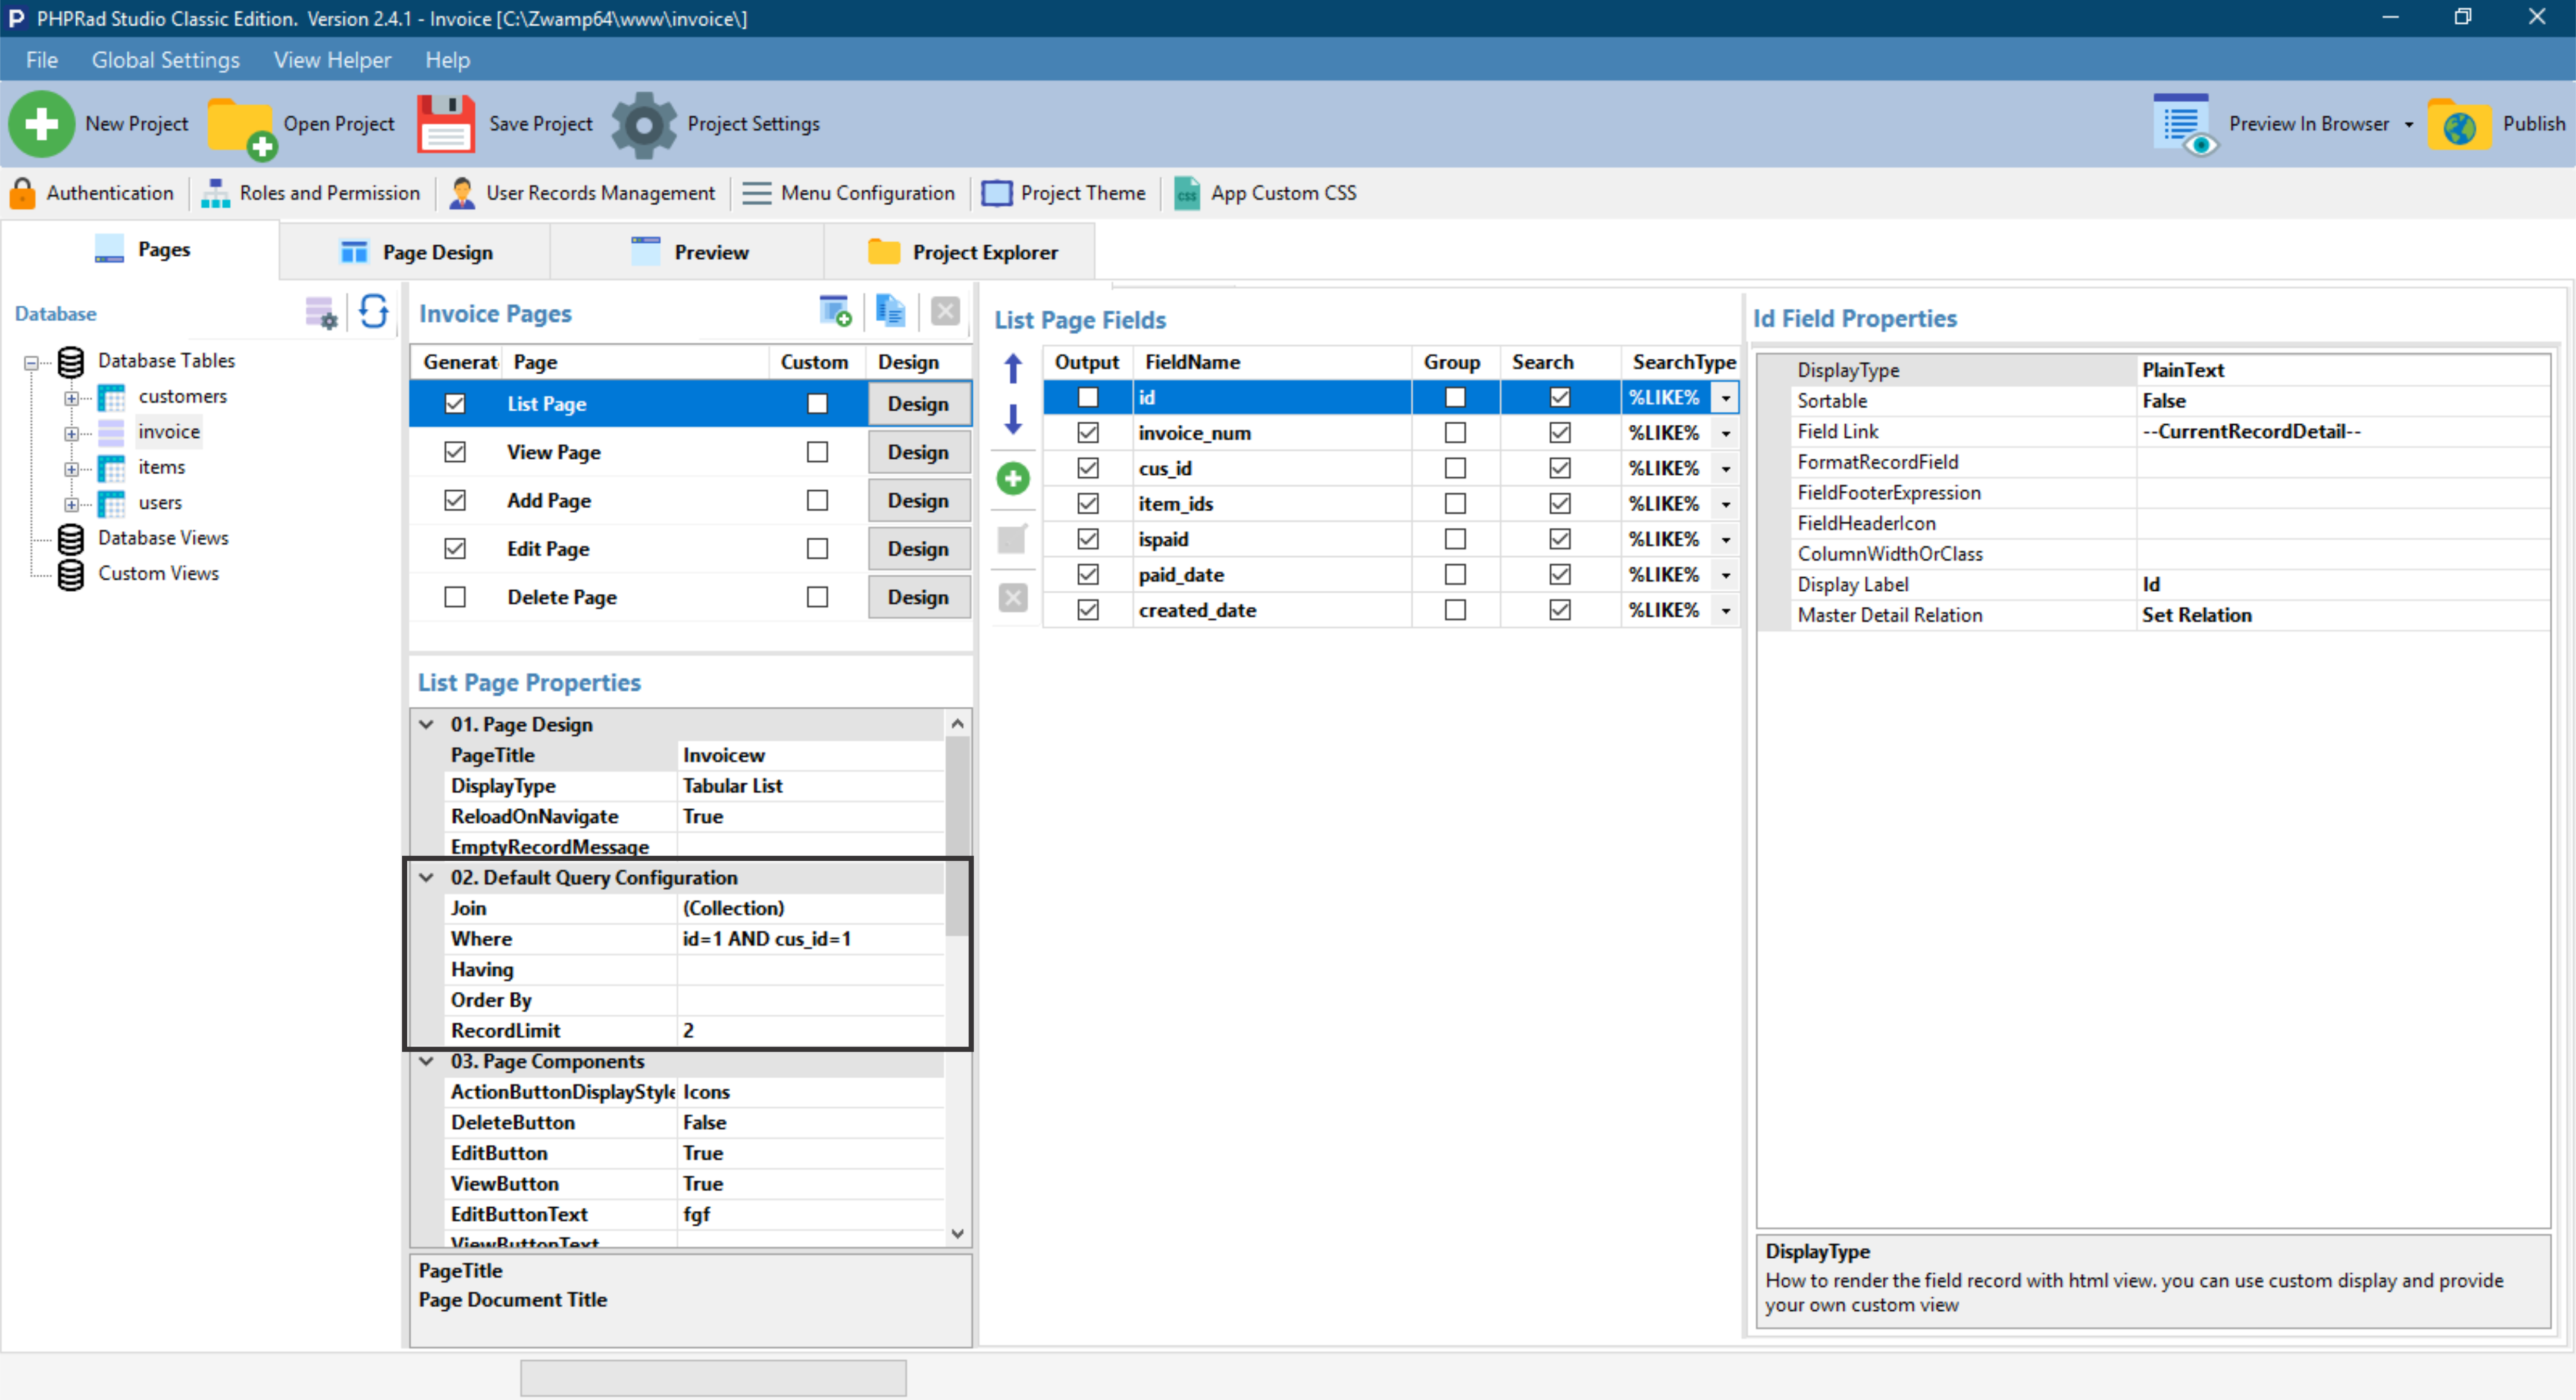 PHPRad Studio Classic Edition. Version 2.4.1 - Invoice [C:\Zwamp64\www\invoice\]
File Global Settings View Helper Help
New Project Open Project Save Project Project Settings Preview In Browser Publish
Authentication Roles and Permission User Records Management Menu Configuration Project Theme App Custom CSS
Pages Page Design Preview Project Explorer
Database
Database Tables
customers
invoice
items
users
Database Views
Custom Views
Invoice Pages
Generat Page Custom Design
List Page Design
View Page Design
Add Page Design
Edit Page Design
Delete Page Design
List Page Properties
01. Page Design
PageTitle Invoicew
DisplayType Tabular List
ReloadOnNavigate True
EmptyRecordMessage
02. Default Query Configuration
Join (Collection)
Where id=1 AND cus_id=1
Having
Order By
RecordLimit 2
03. Page Components
ActionButtonDisplayStyle Icons
DeleteButton False
EditButton True
ViewButton True
EditButtonText fgf
ViewButtonText
PageTitle
Page Document Title
List Page Fields
Output FieldName Group Search SearchType
id %LIKE%
invoice_num %LIKE%
cus_id %LIKE%
item_ids %LIKE%
ispaid %LIKE%
paid_date %LIKE%
created_date %LIKE%
Id Field Properties
DisplayType PlainText
Sortable False
Field Link --CurrentRecordDetail--
FormatRecordField
FieldFooterExpression
FieldHeaderIcon
ColumnWidthOrClass
Display Label Id
Master Detail Relation Set Relation
DisplayType
How to render the field record with html view. you can use custom display and provide
your own custom view